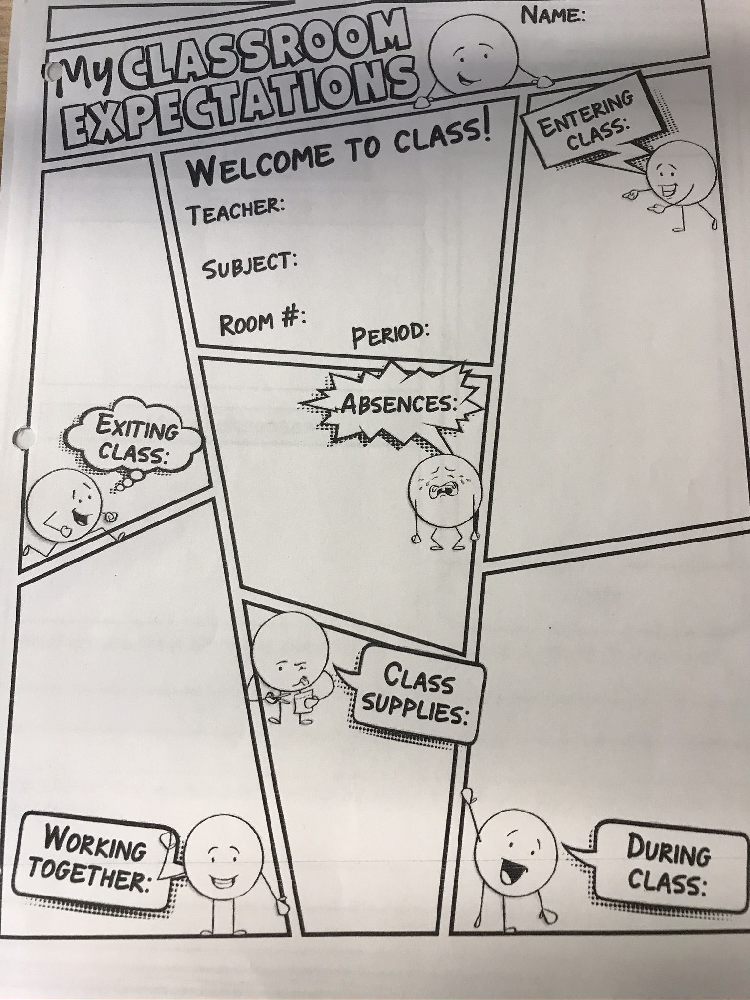 My CLASSROOM
EXPECTATIONS
NAME:
WELCOME TO CLASS!
TEACHER:
SUBJECT:
ROOM #:
PERIOD:
ENTERING
CLASS:
EXITING
CLASS:
ABSENCES:
CLASS
SUPPLIES:
WORKING
TOGETHER:
DURING
CLASS: